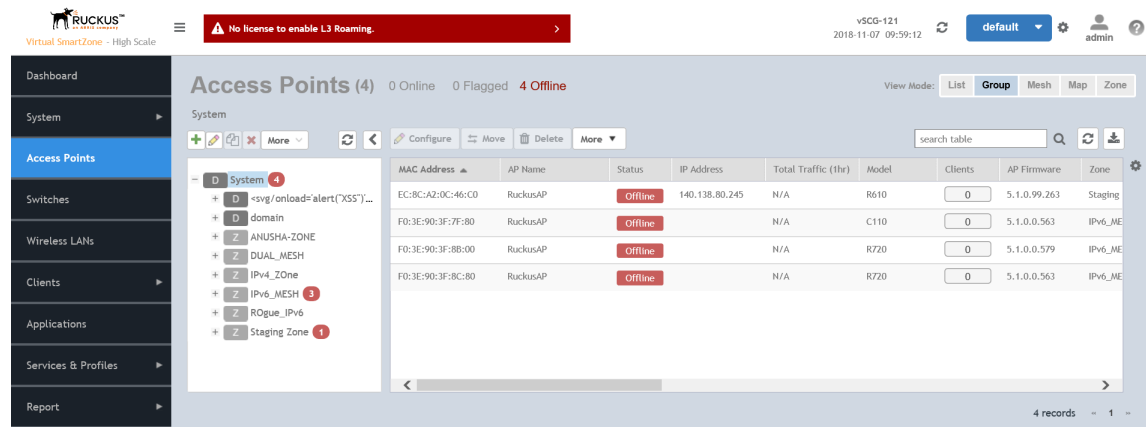 RUCKUS™
an ARRIS company
Virtual SmartZone - High Scale
No license to enable L3 Roaming.
vSCG-121
2018-11-07 09:59:12
default
admin
Dashboard
System
Access Points
Switches
Wireless LANs
Clients
Applications
Services & Profiles
Report
Access Points (4) 0 Online 0 Flagged 4 Offline
View Mode: List Group Mesh Map Zone
System
More
Configure Move Delete More
search table
D System 4
D <svg/onload='alert("XSS")'...
D domain
Z ANUSHA-ZONE
Z DUAL_MESH
Z IPv4_ZOne
Z IPv6_MESH 3
Z ROgue_IPv6
Z Staging Zone 1
MAC Address AP Name Status IP Address Total Traffic (1hr) Model Clients AP Firmware Zone
EC:8C:A2:0C:46:C0 RuckusAP Offline 140.138.80.245 N/A R610 0 5.1.0.99.263 Staging
F0:3E:90:3F:7F:80 RuckusAP Offline N/A C110 0 5.1.0.0.563 IPv6_ME
F0:3E:90:3F:8B:00 RuckusAP Offline N/A R720 0 5.1.0.0.579 IPv6_ME
F0:3E:90:3F:8C:80 RuckusAP Offline N/A R720 0 5.1.0.0.563 IPv6_ME
4 records « 1 »